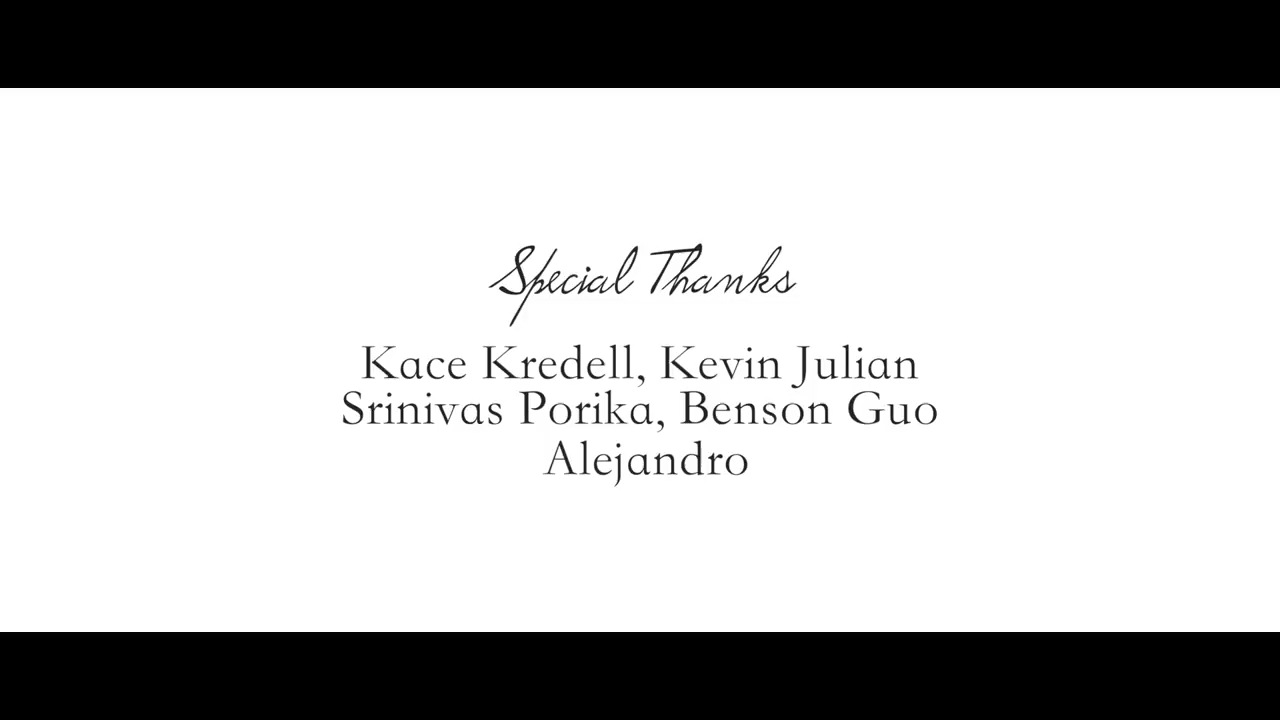 Special Thanks
Kace Kredell, Kevin Julian
Srinivas Porika, Benson Guo
Alejandro